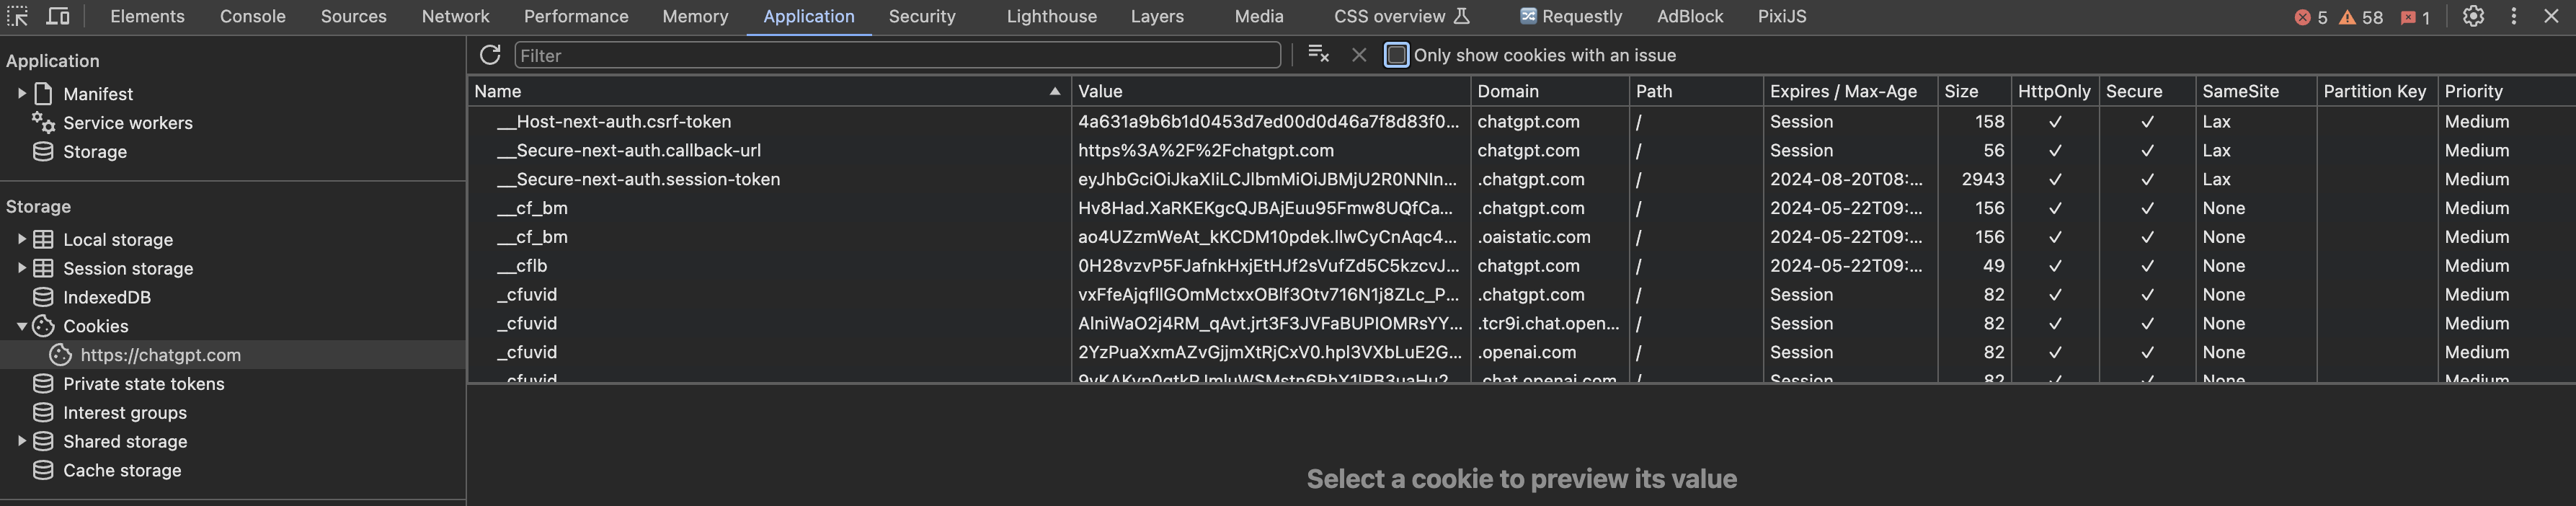 Elements Console Sources Network Performance Memory Application Security Lighthouse Layers Media CSS overview Requestly AdBlock PixiJS 5 58 1
Application
Manifest
Service workers
Storage
Storage
Local storage
Session storage
IndexedDB
Cookies
https://chatgpt.com
Private state tokens
Interest groups
Shared storage
Cache storage
Filter Only show cookies with an issue
Name Value Domain Path Expires / Max-Age Size HttpOnly Secure SameSite Partition Key Priority
__Host-next-auth.csrf-token 4a631a9b6b1d0453d7ed00d0d46a7f8d83f0... chatgpt.com / Session 158 ✓ ✓ Lax Medium
__Secure-next-auth.callback-url https%3A%2F%2Fchatgpt.com chatgpt.com / Session 56 ✓ ✓ Lax Medium
__Secure-next-auth.session-token eyJhbGciOiJkaXIiLCJlbmMiOiJBMjU2R0NNIn... .chatgpt.com / 2024-08-20T08:... 2943 ✓ ✓ Lax Medium
__cf_bm Hv8Had.XaRKEKgcQJBAjEuu95Fmw8UQfCa... .chatgpt.com / 2024-05-22T09:... 156 ✓ ✓ None Medium
__cf_bm ao4UZzmWeAt_kKCDM10pdek.llwCyCnAqc4... .oaistatic.com / 2024-05-22T09:... 156 ✓ ✓ None Medium
__cflb 0H28vzvP5FJafnkHxjEtHJf2sVufZd5C5kzcvJ... chatgpt.com / 2024-05-22T09:... 49 ✓ ✓ None Medium
_cfuvid vxFfeAjqfllGOmMctxxOBlf3Otv716N1j8ZLc_P... .chatgpt.com / Session 82 ✓ ✓ None Medium
_cfuvid AlniWaO2j4RM_qAvt.jrt3F3JVFaBUPIOMRsYY... .tcr9i.chat.open... / Session 82 ✓ ✓ None Medium
_cfuvid 2YzPuaXxmAZvGjjmXtRjCxV0.hpl3VXbLuE2G... .openai.com / Session 82 ✓ ✓ None Medium
_cfuvid .chat.openai.com / Session 82 ✓ ✓ None Medium
Select a cookie to preview its value